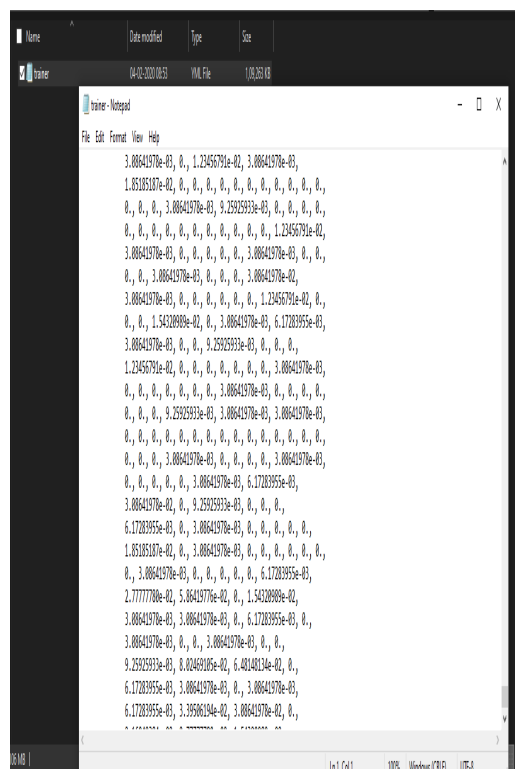 Name Date modified Type Size
trainer 04-02-2020 08:53 YML File 1,09,263 KB
trainer - Notepad
File Edit Format View Help
3.08641978e-03, 0., 1.23456791e-02, 3.08641978e-03,
1.85185187e-02, 0., 0., 0., 0., 0., 0., 0., 0., 0., 0., 0.,
0., 0., 0., 3.08641978e-03, 9.25925933e-03, 0., 0., 0., 0.,
0., 0., 0., 0., 0., 0., 0., 0., 0., 0., 0., 1.23456791e-02,
3.08641978e-03, 0., 0., 0., 0., 0., 3.08641978e-03, 0., 0.,
0., 0., 3.08641978e-03, 0., 0., 0., 3.08641978e-02,
3.08641978e-03, 0., 0., 0., 0., 0., 0., 1.23456791e-02, 0.,
0., 0., 1.54320989e-02, 0., 3.08641978e-03, 6.17283955e-03,
3.08641978e-03, 0., 0., 9.25925933e-03, 0., 0., 0.,
1.23456791e-02, 0., 0., 0., 0., 0., 0., 0., 3.08641978e-03,
0., 0., 0., 0., 0., 0., 3.08641978e-03, 0., 0., 0., 0., 0.,
0., 0., 0., 9.25925933e-03, 3.08641978e-03, 3.08641978e-03,
0., 0., 0., 0., 0., 0., 0., 0., 0., 0., 0., 0., 0., 0., 0.,
0., 0., 0., 3.08641978e-03, 0., 0., 0., 0., 3.08641978e-03,
0., 0., 0., 0., 0., 3.08641978e-03, 6.17283955e-03,
3.08641978e-02, 0., 9.25925933e-03, 0., 0., 0.,
6.17283955e-03, 0., 3.08641978e-03, 0., 0., 0., 0., 0., 0.,
1.85185187e-02, 0., 3.08641978e-03, 0., 0., 0., 0., 0., 0., 0.,
0., 3.08641978e-03, 0., 0., 0., 0., 0., 6.17283955e-03,
2.77777780e-02, 5.86419776e-02, 0., 1.54320989e-02,
3.08641978e-03, 3.08641978e-03, 0., 6.17283955e-03, 0.,
3.08641978e-03, 0., 0., 3.08641978e-03, 0., 0.,
9.25925933e-03, 8.02469105e-02, 6.48148134e-02, 0.,
6.17283955e-03, 3.08641978e-03, 0., 3.08641978e-03,
6.17283955e-03, 3.39506194e-02, 3.08641978e-02, 0.,
Ln 1, Col 1 100% Windows (CRLF) UTF-8